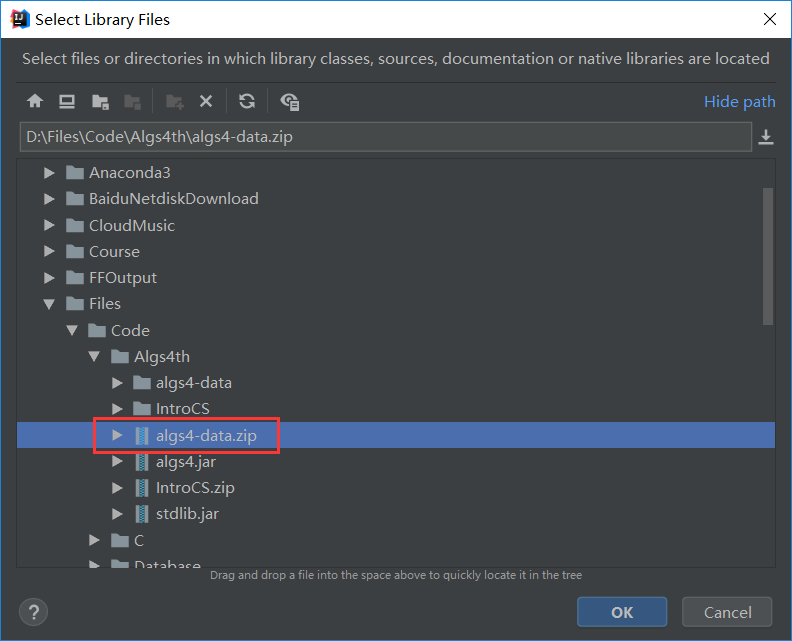 Select Library Files
Select files or directories in which library classes, sources, documentation or native libraries are located
Hide path
D:\Files\Code\Algs4th\algs4-data.zip
Anaconda3
BaiduNetdiskDownload
CloudMusic
Course
FFOutput
Files
Code
Algs4th
algs4-data
IntroCS
algs4-data.zip
algs4.jar
IntroCS.zip
stdlib.jar
C
Database
Drag and drop a file into the space above to quickly locate it in the tree
?
OK
Cancel